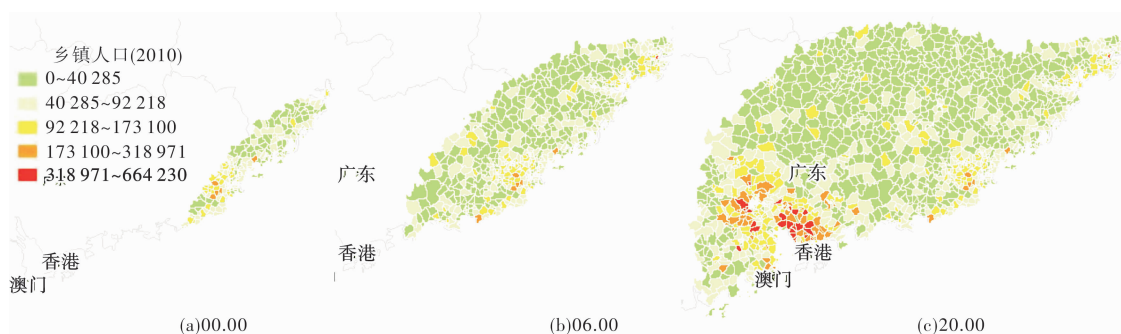 乡镇人口(2010)
0~40 285
40 285~92 218
92 218~173 100
173 100~318 971
318 971~664 230
广东
香港
澳门
(a)00.00
广东
香港
(b)06.00
广东
香港
澳门
(c)20.00